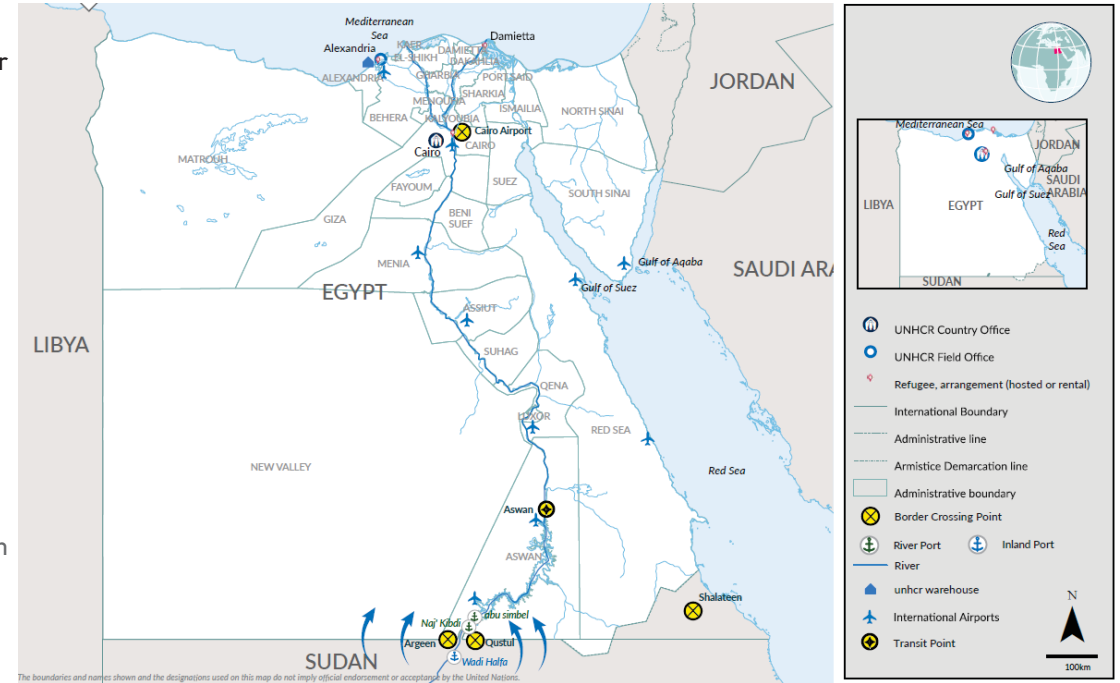 r
n
Mediterranean
Sea
Alexandria
Damietta
KAFR
EL-SHIKH
DAMIETTA
DAKAHLIA
ALEXANDRIA
GHARBIA
PORT SAID
SHARKIA
MENOUFIA
ISMAILIA
BEHERA
KALYOUBIA
NORTH SINAI
JORDAN
Cairo Airport
Cairo
CAIRO
MATROUH
FAYOUM
SUEZ
SOUTH SINAI
GIZA
BENI
SUEF
MENIA
Gulf of Aqaba
SAUDI ARA
Gulf of Suez
EGYPT
ASSIUT
LIBYA
SUHAG
QENA
LUXOR
RED SEA
NEW VALLEY
Red Sea
Aswan
ASWAN
Shalateen
abu simbel
Naj' Kibdi
Argeen
Qustul
SUDAN
Wadi Halfa
The boundaries and names shown and the designations used on this map do not imply official endorsement or acceptance by the United Nations.
Mediterranean Sea
JORDAN
Gulf of Aqaba
SAUDI
ARABIA
Gulf of Suez
LIBYA
EGYPT
Red
Sea
SUDAN
UNHCR Country Office
UNHCR Field Office
Refugee, arrangement (hosted or rental)
International Boundary
Administrative line
Armistice Demarcation line
Administrative boundary
Border Crossing Point
River Port
Inland Port
River
unhcr warehouse
International Airports
Transit Point
N
100km